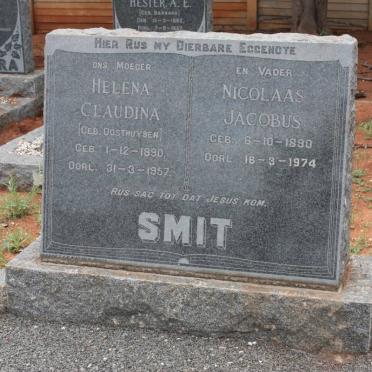 HESTER A.E.
HIER RUS MY DIERBARE EGGENOTE
ONS MOEDER
HELENA
CLAUDINA
(GEB. OOSTHUYSEN)
GEB. 1-12-1890.
OORL. 31-3-1957.
EN VADER
NICOLAAS
JACOBUS
GEB. 6-10-1890
OORL 18-3-1974
RUS SAG TOT DAT JESUS KOM.
SMIT